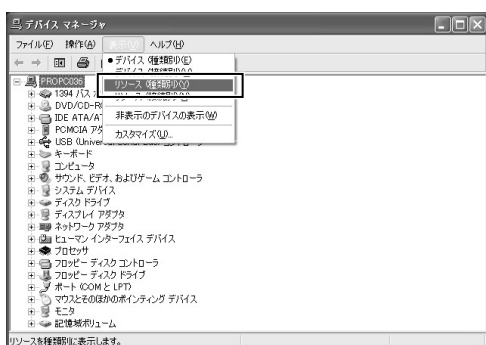 デバイス マネージャ
ファイル(F) 操作(A) 表示(V) ヘルプ(H)
デバイス (種類別)(E)
リソース (種類別)(Y)
非表示のデバイスの表示(W)
カスタマイズ(U)...
PROPC036
1394 バス
DVD/CD-R
IDE ATA/AT
PCMCIA アダ
USB (Univer
キーボード
コンピュータ
サウンド、ビデオ、およびゲーム コントローラ
システム デバイス
ディスク ドライブ
ディスプレイ アダプタ
ネットワーク アダプタ
ヒューマン インターフェイス デバイス
プロセッサ
フロッピー ディスク コントローラ
フロッピー ディスク ドライブ
ポート (COM と LPT)
マウスとそのほかのポインティング デバイス
モニタ
記憶域ボリューム
リソースを種類別に表示します。